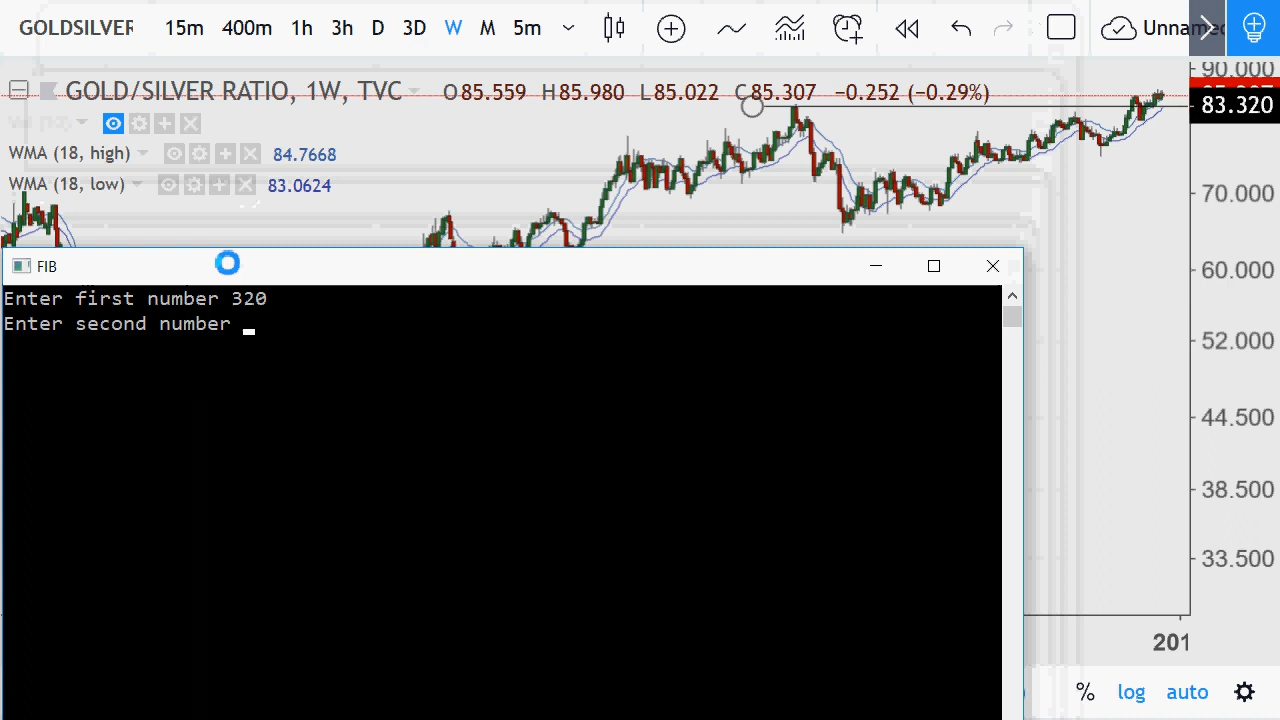 GOLDSILVER 15m 400m 1h 3h D 3D W M 5m
GOLD/SILVER RATIO, 1W, TVC O85.559 H85.980 L85.022 C85.307 −0.252 (−0.29%)
WMA (18, high) 84.7668
WMA (18, low) 83.0624
90.000
83.320
70.000
60.000
52.000
44.500
38.500
33.500
201
FIB
Enter first number 320
Enter second number
% log auto